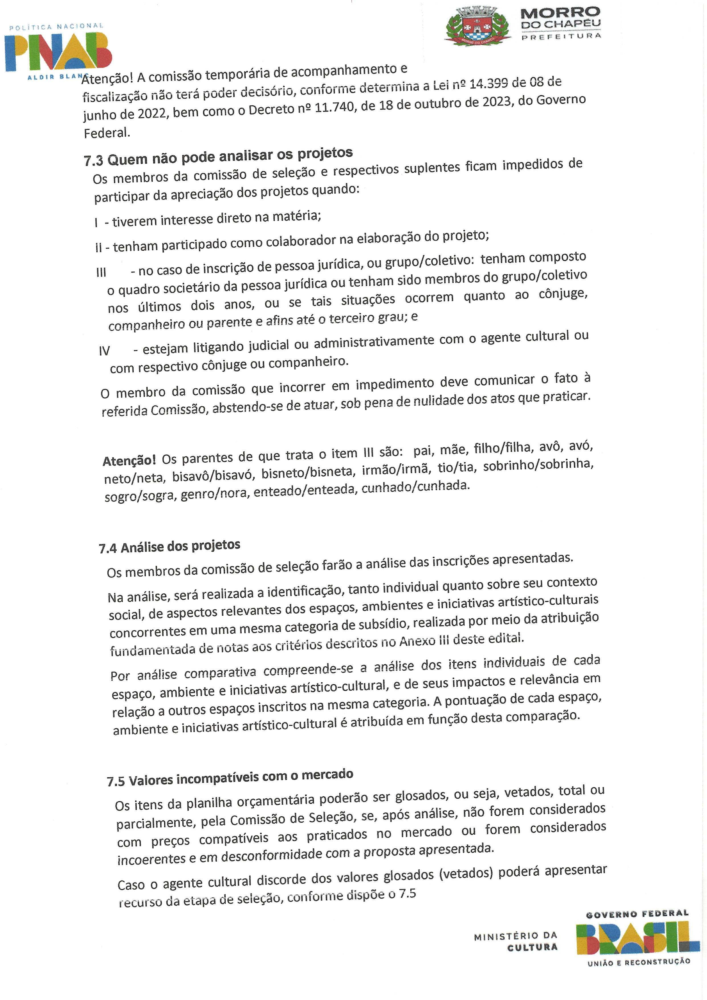 POLÍTICA NACIONAL
PNAB
ALDIR BLANC
MORRO
DO CHAPÉU
PREFEITURA
MORRO DO CHAPÉU
Atenção! A comissão temporária de acompanhamento e
fiscalização não terá poder decisório, conforme determina a Lei nº 14.399 de 08 de
junho de 2022, bem como o Decreto nº 11.740, de 18 de outubro de 2023, do Governo
Federal.
7.3 Quem não pode analisar os projetos
Os membros da comissão de seleção e respectivos suplentes ficam impedidos de
participar da apreciação dos projetos quando:
I - tiverem interesse direto na matéria;
II - tenham participado como colaborador na elaboração do projeto;
III - no caso de inscrição de pessoa jurídica, ou grupo/coletivo: tenham composto
o quadro societário da pessoa jurídica ou tenham sido membros do grupo/coletivo
nos últimos dois anos, ou se tais situações ocorrem quanto ao cônjuge,
companheiro ou parente e afins até o terceiro grau; e
IV - estejam litigando judicial ou administrativamente com o agente cultural ou
com respectivo cônjuge ou companheiro.
O membro da comissão que incorrer em impedimento deve comunicar o fato à
referida Comissão, abstendo-se de atuar, sob pena de nulidade dos atos que praticar.
Atenção! Os parentes de que trata o item III são: pai, mãe, filho/filha, avô, avó,
neto/neta, bisavô/bisavó, bisneto/bisneta, irmão/irmã, tio/tia, sobrinho/sobrinha,
sogro/sogra, genro/nora, enteado/enteada, cunhado/cunhada.
7.4 Análise dos projetos
Os membros da comissão de seleção farão a análise das inscrições apresentadas.
Na análise, será realizada a identificação, tanto individual quanto sobre seu contexto
social, de aspectos relevantes dos espaços, ambientes e iniciativas artístico-culturais
concorrentes em uma mesma categoria de subsídio, realizada por meio da atribuição
fundamentada de notas aos critérios descritos no Anexo III deste edital.
Por análise comparativa compreende-se a análise dos itens individuais de cada
espaço, ambiente e iniciativas artístico-cultural, e de seus impactos e relevância em
relação a outros espaços inscritos na mesma categoria. A pontuação de cada espaço,
ambiente e iniciativas artístico-cultural é atribuída em função desta comparação.
7.5 Valores incompatíveis com o mercado
Os itens da planilha orçamentária poderão ser glosados, ou seja, vetados, total ou
parcialmente, pela Comissão de Seleção, se, após análise, não forem considerados
com preços compatíveis aos praticados no mercado ou forem considerados
incoerentes e em desconformidade com a proposta apresentada.
Caso o agente cultural discorde dos valores glosados (vetados) poderá apresentar
recurso da etapa de seleção, conforme dispõe o 7.5
MINISTÉRIO DA
CULTURA
GOVERNO FEDERAL
BRASIL
UNIÃO E RECONSTRUÇÃO